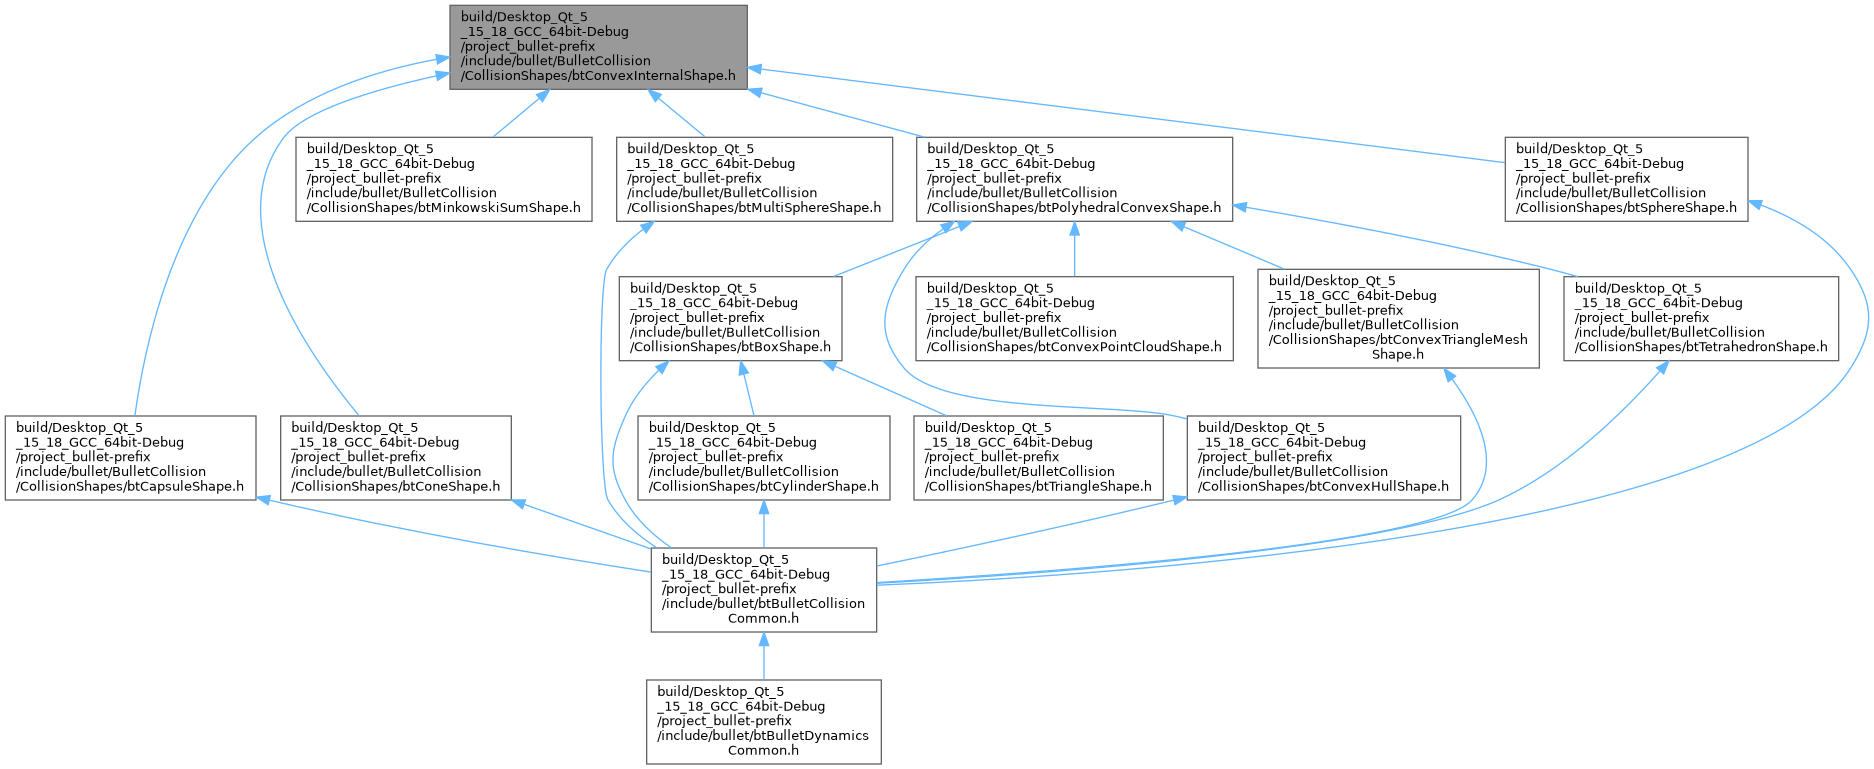 build/Desktop_Qt_5
_15_18_GCC_64bit-Debug
/project_bullet-prefix
/include/bullet/BulletCollision
/CollisionShapes/btConvexInternalShape.h
build/Desktop_Qt_5
_15_18_GCC_64bit-Debug
/project_bullet-prefix
/include/bullet/BulletCollision
/CollisionShapes/btMinkowskiSumShape.h
build/Desktop_Qt_5
_15_18_GCC_64bit-Debug
/project_bullet-prefix
/include/bullet/BulletCollision
/CollisionShapes/btMultiSphereShape.h
build/Desktop_Qt_5
_15_18_GCC_64bit-Debug
/project_bullet-prefix
/include/bullet/BulletCollision
/CollisionShapes/btPolyhedralConvexShape.h
build/Desktop_Qt_5
_15_18_GCC_64bit-Debug
/project_bullet-prefix
/include/bullet/BulletCollision
/CollisionShapes/btSphereShape.h
build/Desktop_Qt_5
_15_18_GCC_64bit-Debug
/project_bullet-prefix
/include/bullet/BulletCollision
/CollisionShapes/btBoxShape.h
build/Desktop_Qt_5
_15_18_GCC_64bit-Debug
/project_bullet-prefix
/include/bullet/BulletCollision
/CollisionShapes/btConvexPointCloudShape.h
build/Desktop_Qt_5
_15_18_GCC_64bit-Debug
/project_bullet-prefix
/include/bullet/BulletCollision
/CollisionShapes/btConvexTriangleMesh
Shape.h
build/Desktop_Qt_5
_15_18_GCC_64bit-Debug
/project_bullet-prefix
/include/bullet/BulletCollision
/CollisionShapes/btTetrahedronShape.h
build/Desktop_Qt_5
_15_18_GCC_64bit-Debug
/project_bullet-prefix
/include/bullet/BulletCollision
/CollisionShapes/btCapsuleShape.h
build/Desktop_Qt_5
_15_18_GCC_64bit-Debug
/project_bullet-prefix
/include/bullet/BulletCollision
/CollisionShapes/btConeShape.h
build/Desktop_Qt_5
_15_18_GCC_64bit-Debug
/project_bullet-prefix
/include/bullet/BulletCollision
/CollisionShapes/btCylinderShape.h
build/Desktop_Qt_5
_15_18_GCC_64bit-Debug
/project_bullet-prefix
/include/bullet/BulletCollision
/CollisionShapes/btTriangleShape.h
build/Desktop_Qt_5
_15_18_GCC_64bit-Debug
/project_bullet-prefix
/include/bullet/BulletCollision
/CollisionShapes/btConvexHullShape.h
build/Desktop_Qt_5
_15_18_GCC_64bit-Debug
/project_bullet-prefix
/include/bullet/btBulletCollision
Common.h
build/Desktop_Qt_5
_15_18_GCC_64bit-Debug
/project_bullet-prefix
/include/bullet/btBulletDynamics
Common.h